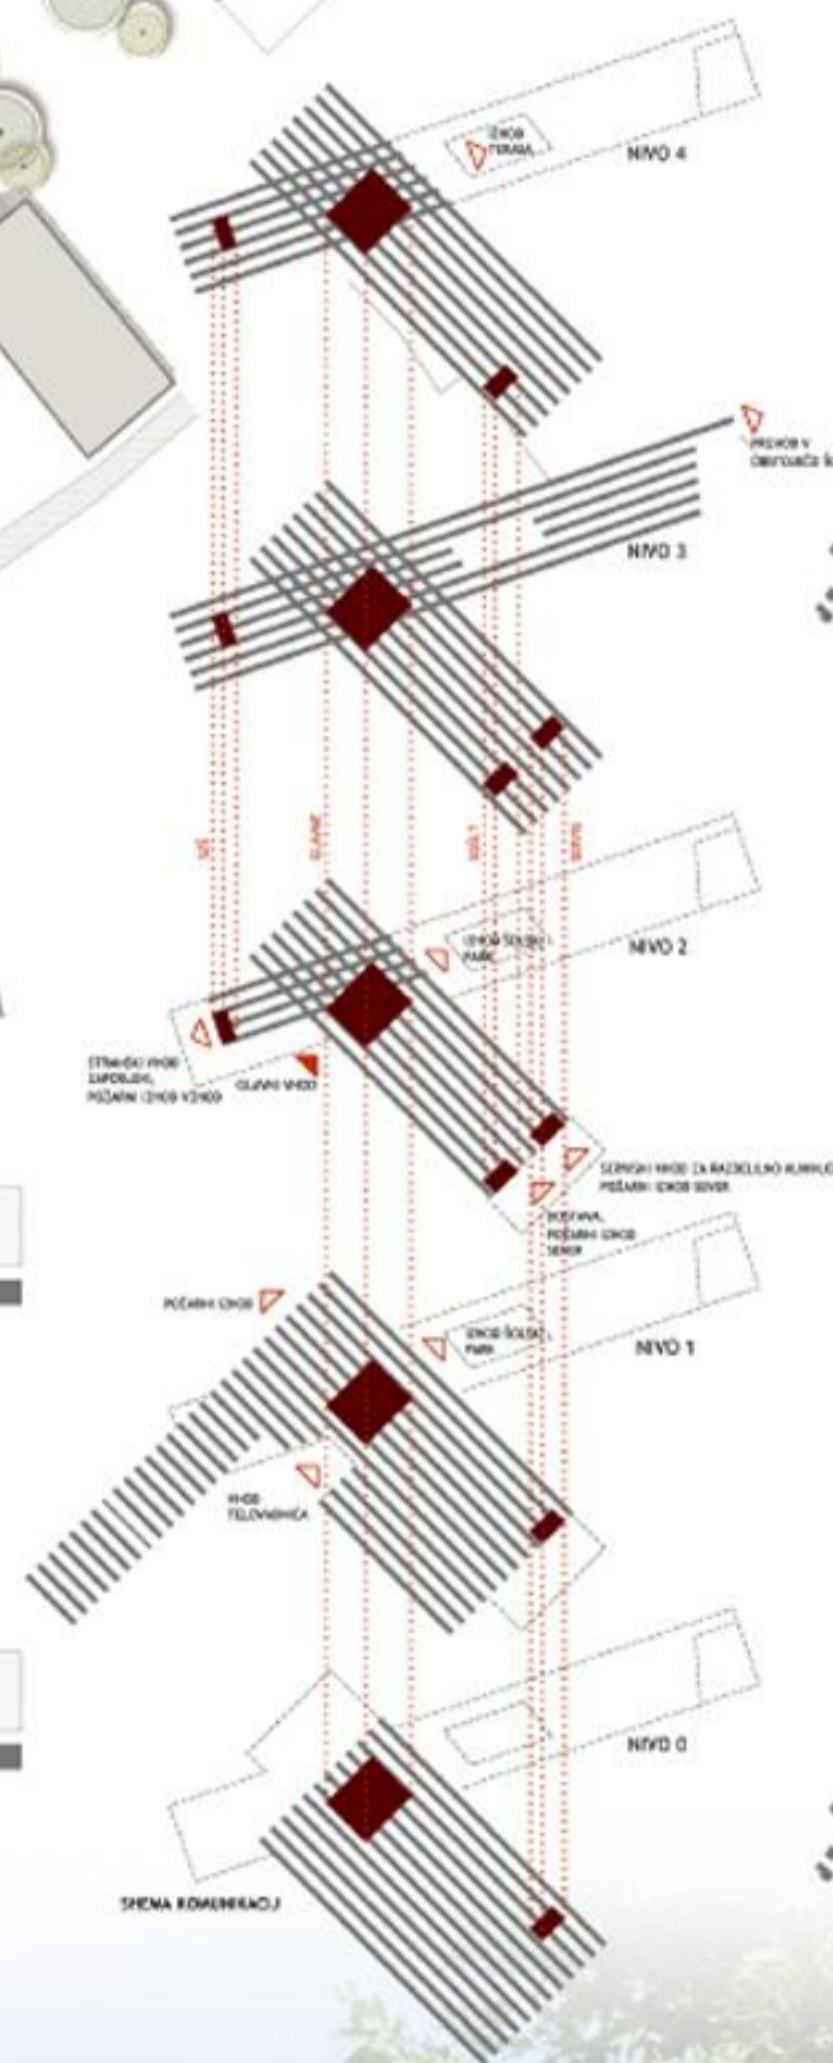 IZHOD
TERASA
NIVO 4
PREHOD V
NIVO 3
IZHOD ŠOLSKI
PARK
NIVO 2
STRANSKI VHOD
ZAPOSLENI,
POŽARNI IZHOD VZHOD
GLAVNI VHOD
SERVISNI VHOD ZA RAZDELILNO KUHINJO
POŽARNI IZHOD SEVER
DOSTAVA,
POŽARNI IZHOD
SEVER
POŽARNI IZHOD
IZHOD ŠOLSKI
PARK
NIVO 1
VHOD
TELOVADNICA
NIVO 0
SHEMA KOMUNIKACIJ